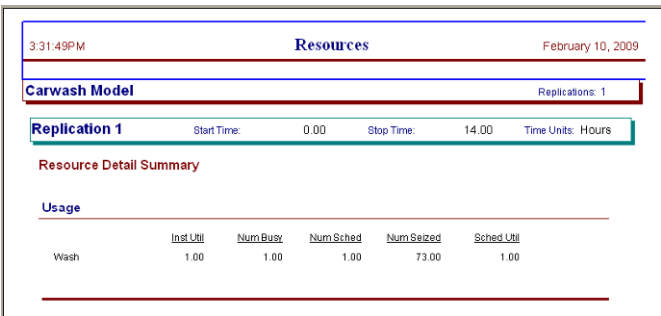 3:31:49PM Resources February 10, 2009
Carwash Model Replications: 1
Replication 1 Start Time: 0.00 Stop Time: 14.00 Time Units: Hours
Resource Detail Summary
Usage
Inst Util Num Busy Num Sched Num Seized Sched Util
Wash 1.00 1.00 1.00 73.00 1.00